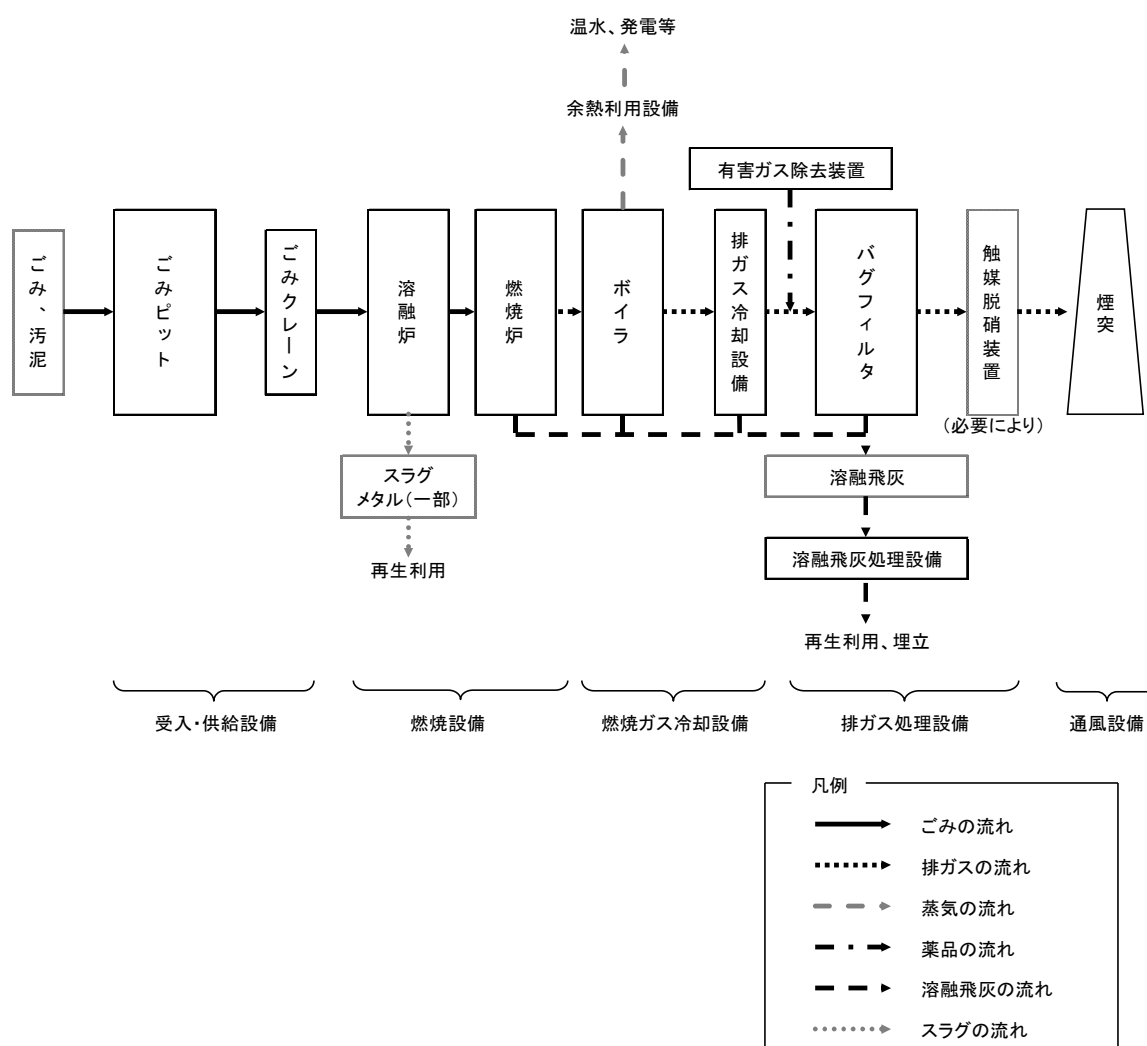 温水、発電等
余熱利用設備
有害ガス除去装置
ごみ、汚泥
ごみピット
ごみクレーン
溶融炉
燃焼炉
ボイラ
排ガス冷却設備
バグフィルタ
触媒脱硝装置
煙突
(必要により)
スラグ
メタル(一部)
再生利用
溶融飛灰
溶融飛灰処理設備
再生利用、埋立
受入・供給設備
燃焼設備
燃焼ガス冷却設備
排ガス処理設備
通風設備
凡例
ごみの流れ
排ガスの流れ
蒸気の流れ
薬品の流れ
溶融飛灰の流れ
スラグの流れ